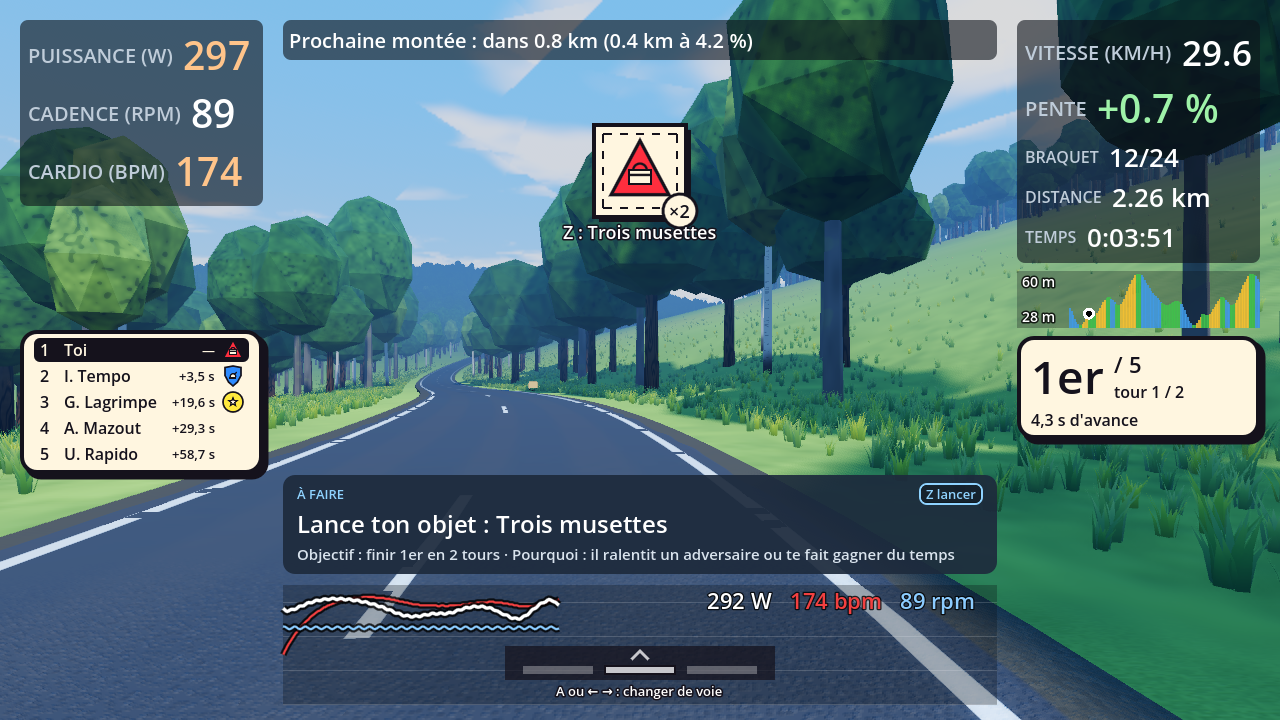 PUISSANCE (W) 297
CADENCE (RPM) 89
CARDIO (BPM) 174
Prochaine montée : dans 0.8 km (0.4 km à 4.2 %)
VITESSE (KM/H) 29.6
PENTE +0.7 %
BRAQUET 12/24
DISTANCE 2.26 km
TEMPS 0:03:51
×2
Z : Trois musettes
60 m
28 m
1 Toi —
2 I. Tempo +3,5 s
3 G. Lagrimpe +19,6 s
4 A. Mazout +29,3 s
5 U. Rapido +58,7 s
1er / 5
tour 1 / 2
4,3 s d'avance
À FAIRE
Z lancer
Lance ton objet : Trois musettes
Objectif : finir 1er en 2 tours · Pourquoi : il ralentit un adversaire ou te fait gagner du temps
292 W 174 bpm 89 rpm
A ou ← → : changer de voie